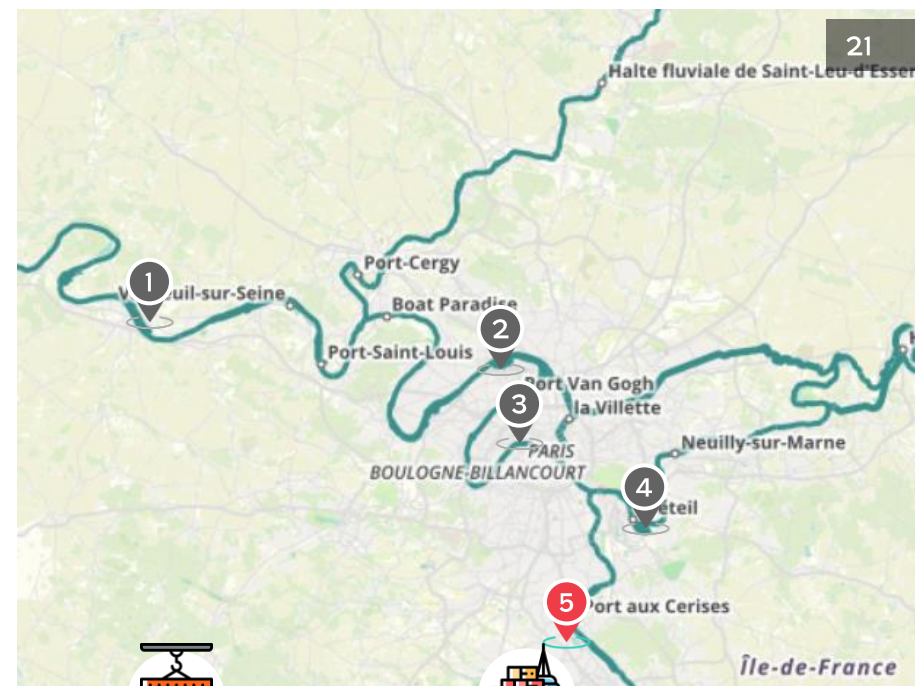 21
Halte fluviale de Saint-Leu-d'Esser
Port-Cergy
1
V
euil-sur-Seine
Boat Paradise
2
Port-Saint-Louis
Port Van Gogh
3
la Villette
PARIS
Neuilly-sur-Marne
BOULOGNE-BILLANCOURT
4
éteil
5
Port aux Cerises
Île-de-France